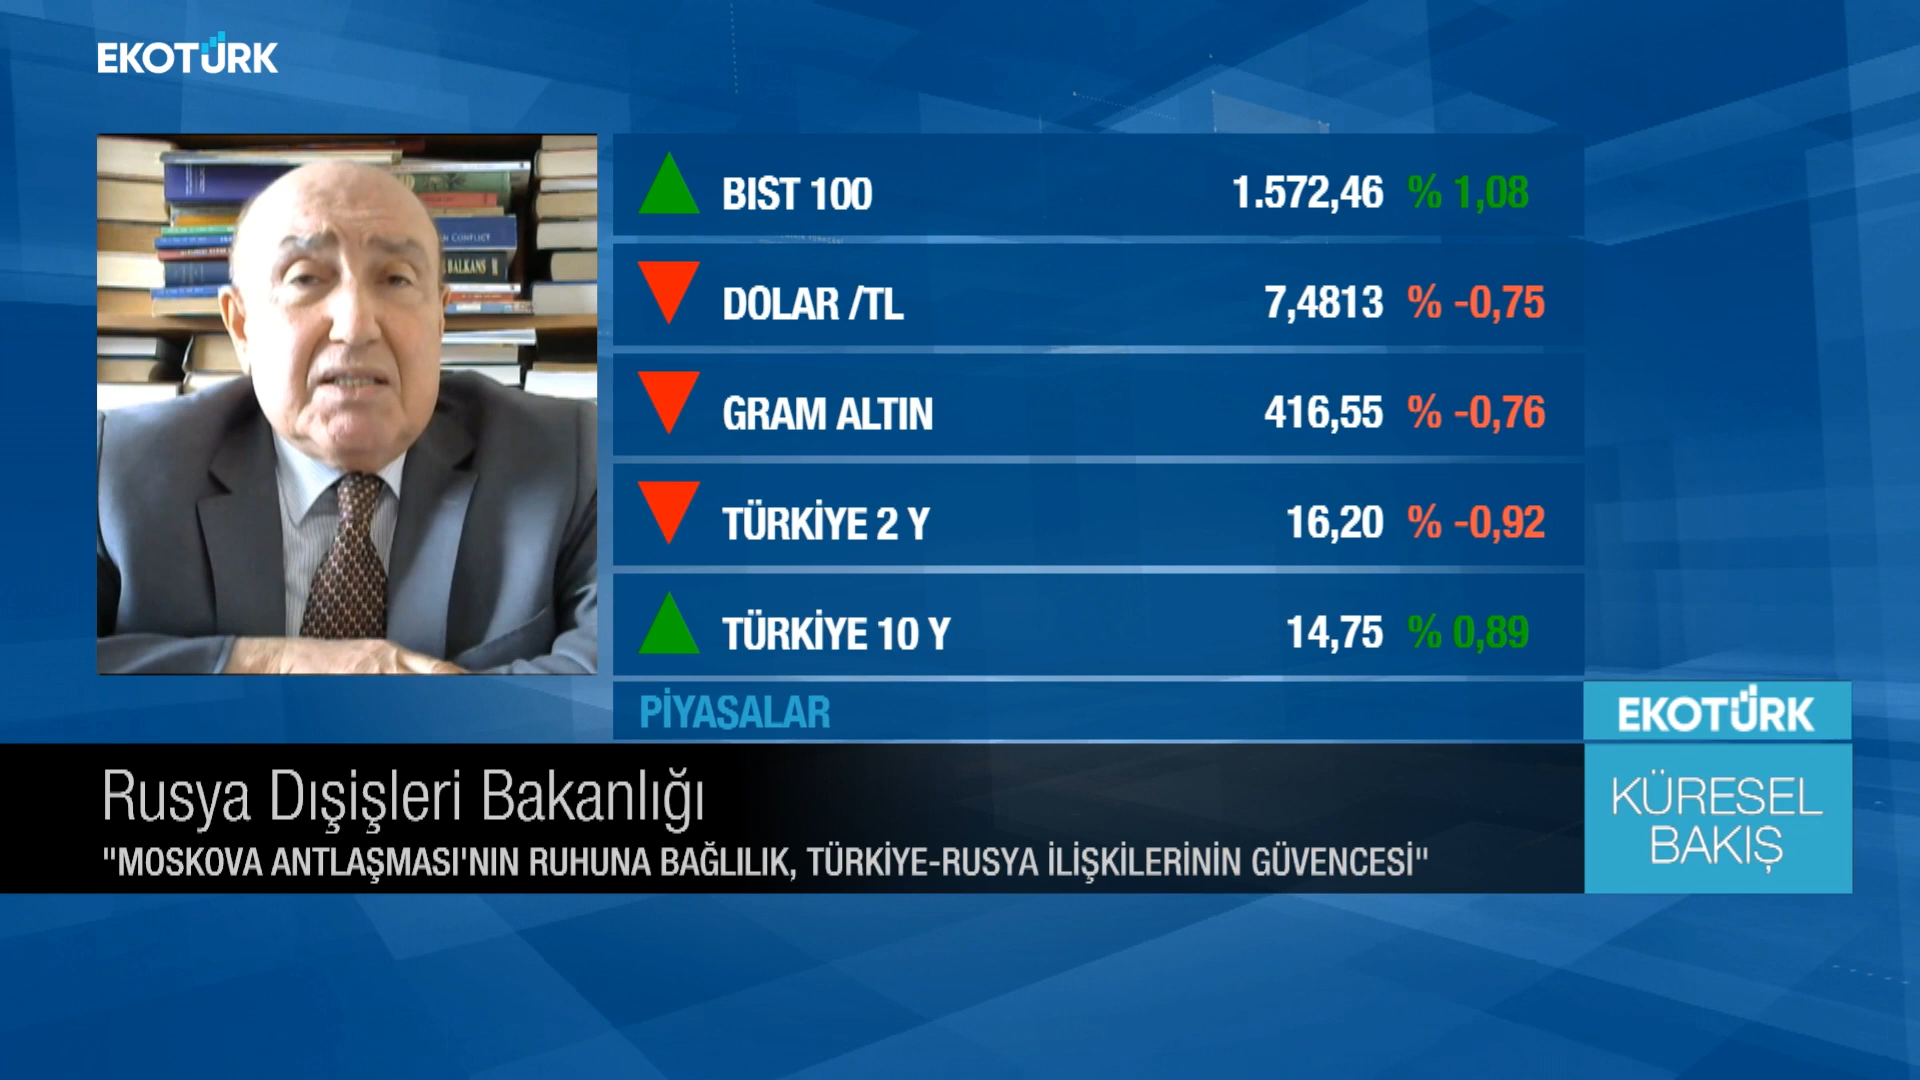 EKOTÜRK
CONFLICT
BALKANS
BIST 100 1.572,46 % 1,08
DOLAR /TL 7,4813 % -0,75
GRAM ALTIN 416,55 % -0,76
TÜRKİYE 2 Y 16,20 % -0,92
TÜRKİYE 10 Y 14,75 % 0,89
PİYASALAR
EKOTÜRK
Rusya Dışişleri Bakanlığı
"MOSKOVA ANTLAŞMASI'NIN RUHUNA BAĞLILIK, TÜRKİYE-RUSYA İLİŞKİLERİNİN GÜVENCESİ"
KÜRESEL
BAKIŞ